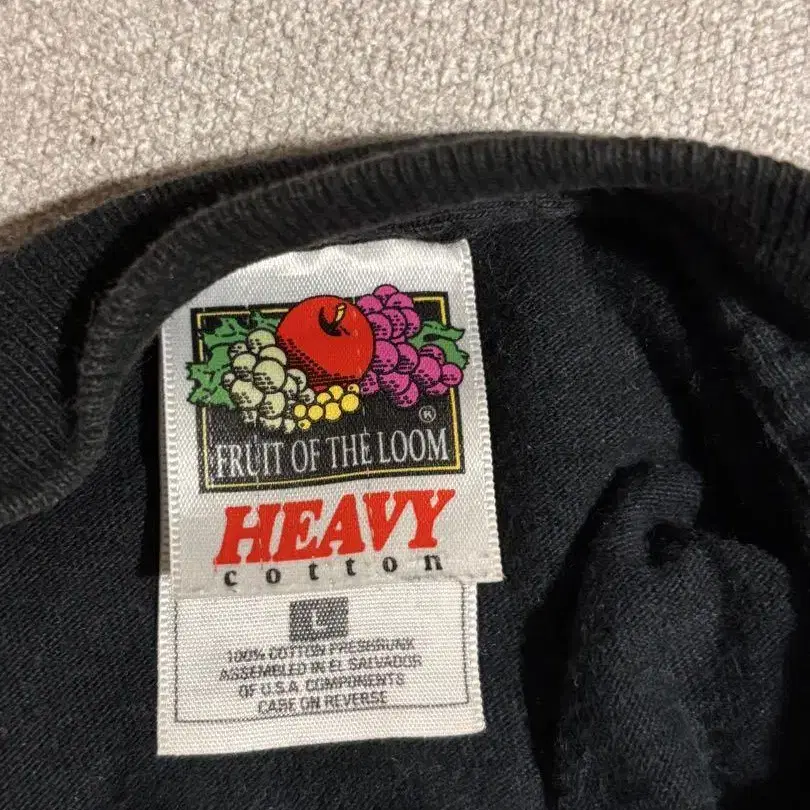 ®
FRUIT OF THE LOOM
HEAVY
cotton
L
100% COTTON PRESHRUNK
ASSEMBLED IN EL SALVADOR
OF U.S.A. COMPONENTS
CARE ON REVERSE